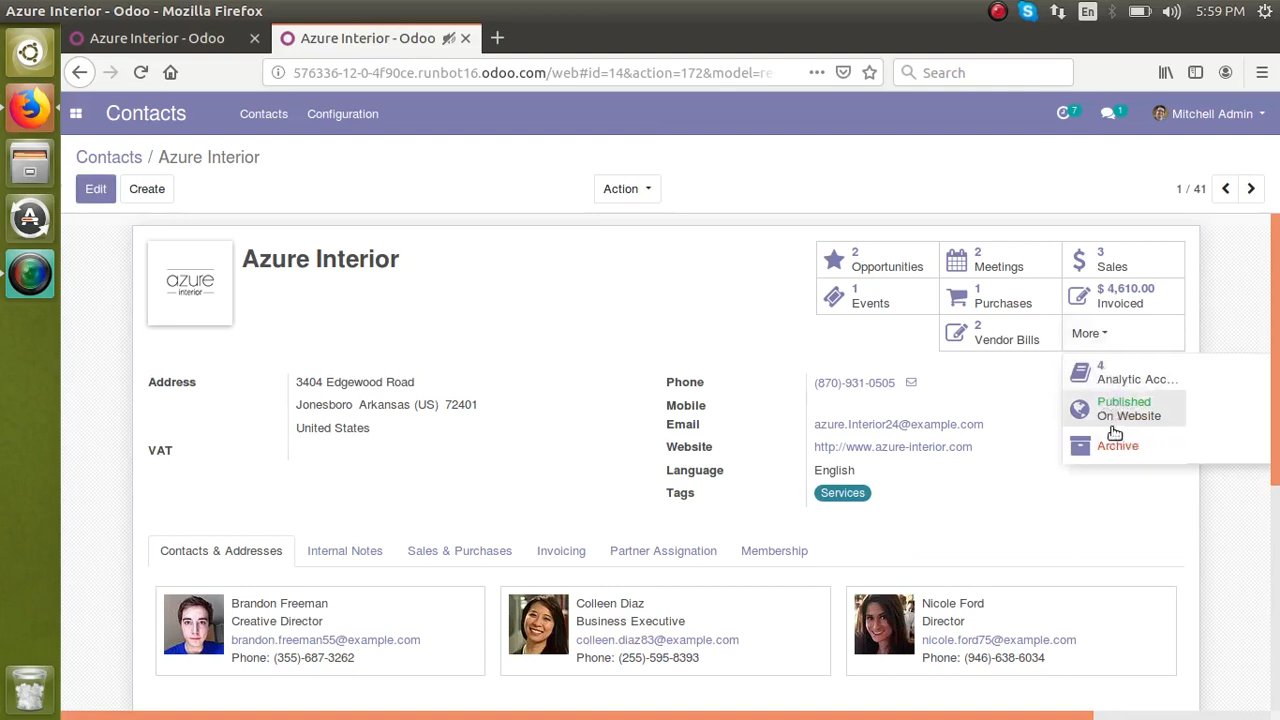 Azure Interior - Odoo - Mozilla Firefox
En
5:59 PM
Azure Interior - Odoo
Azure Interior - Odoo
576336-12-0-4f90ce.runbot16.odoo.com/web#id=14&action=172&model=re
Search
Contacts
Contacts
Configuration
7
1
Mitchell Admin
Contacts / Azure Interior
Edit
Create
Action
1 / 41
azure
interior
Azure Interior
2
Opportunities
2
Meetings
3
Sales
1
Events
1
Purchases
$ 4,610.00
Invoiced
2
Vendor Bills
More
4
Analytic Acc...
Published
On Website
Archive
Address
3404 Edgewood Road
Jonesboro Arkansas (US) 72401
United States
VAT
Phone
(870)-931-0505
Mobile
Email
azure.Interior24@example.com
Website
http://www.azure-interior.com
Language
English
Tags
Services
Contacts & Addresses
Internal Notes
Sales & Purchases
Invoicing
Partner Assignation
Membership
Brandon Freeman
Creative Director
brandon.freeman55@example.com
Phone: (355)-687-3262
Colleen Diaz
Business Executive
colleen.diaz83@example.com
Phone: (255)-595-8393
Nicole Ford
Director
nicole.ford75@example.com
Phone: (946)-638-6034